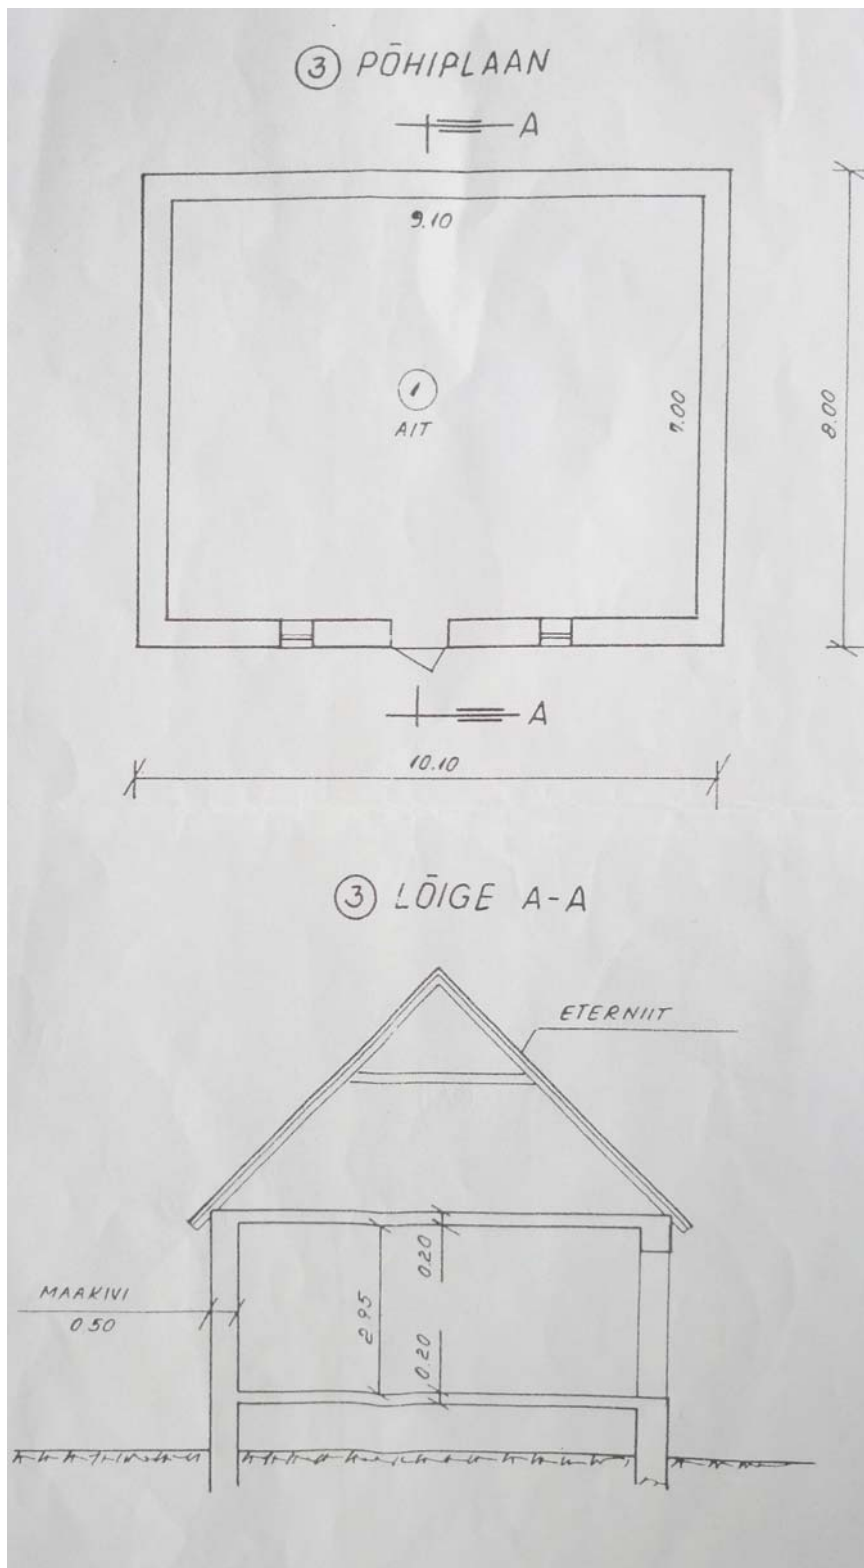 3 PÕHIPLAAN
A
9.10
1
AIT
7.00
8.00
A
10.10
3 LÕIGE A-A
ETERNIIT
0.20
MAAKIVI
0.50
2.95
0.20